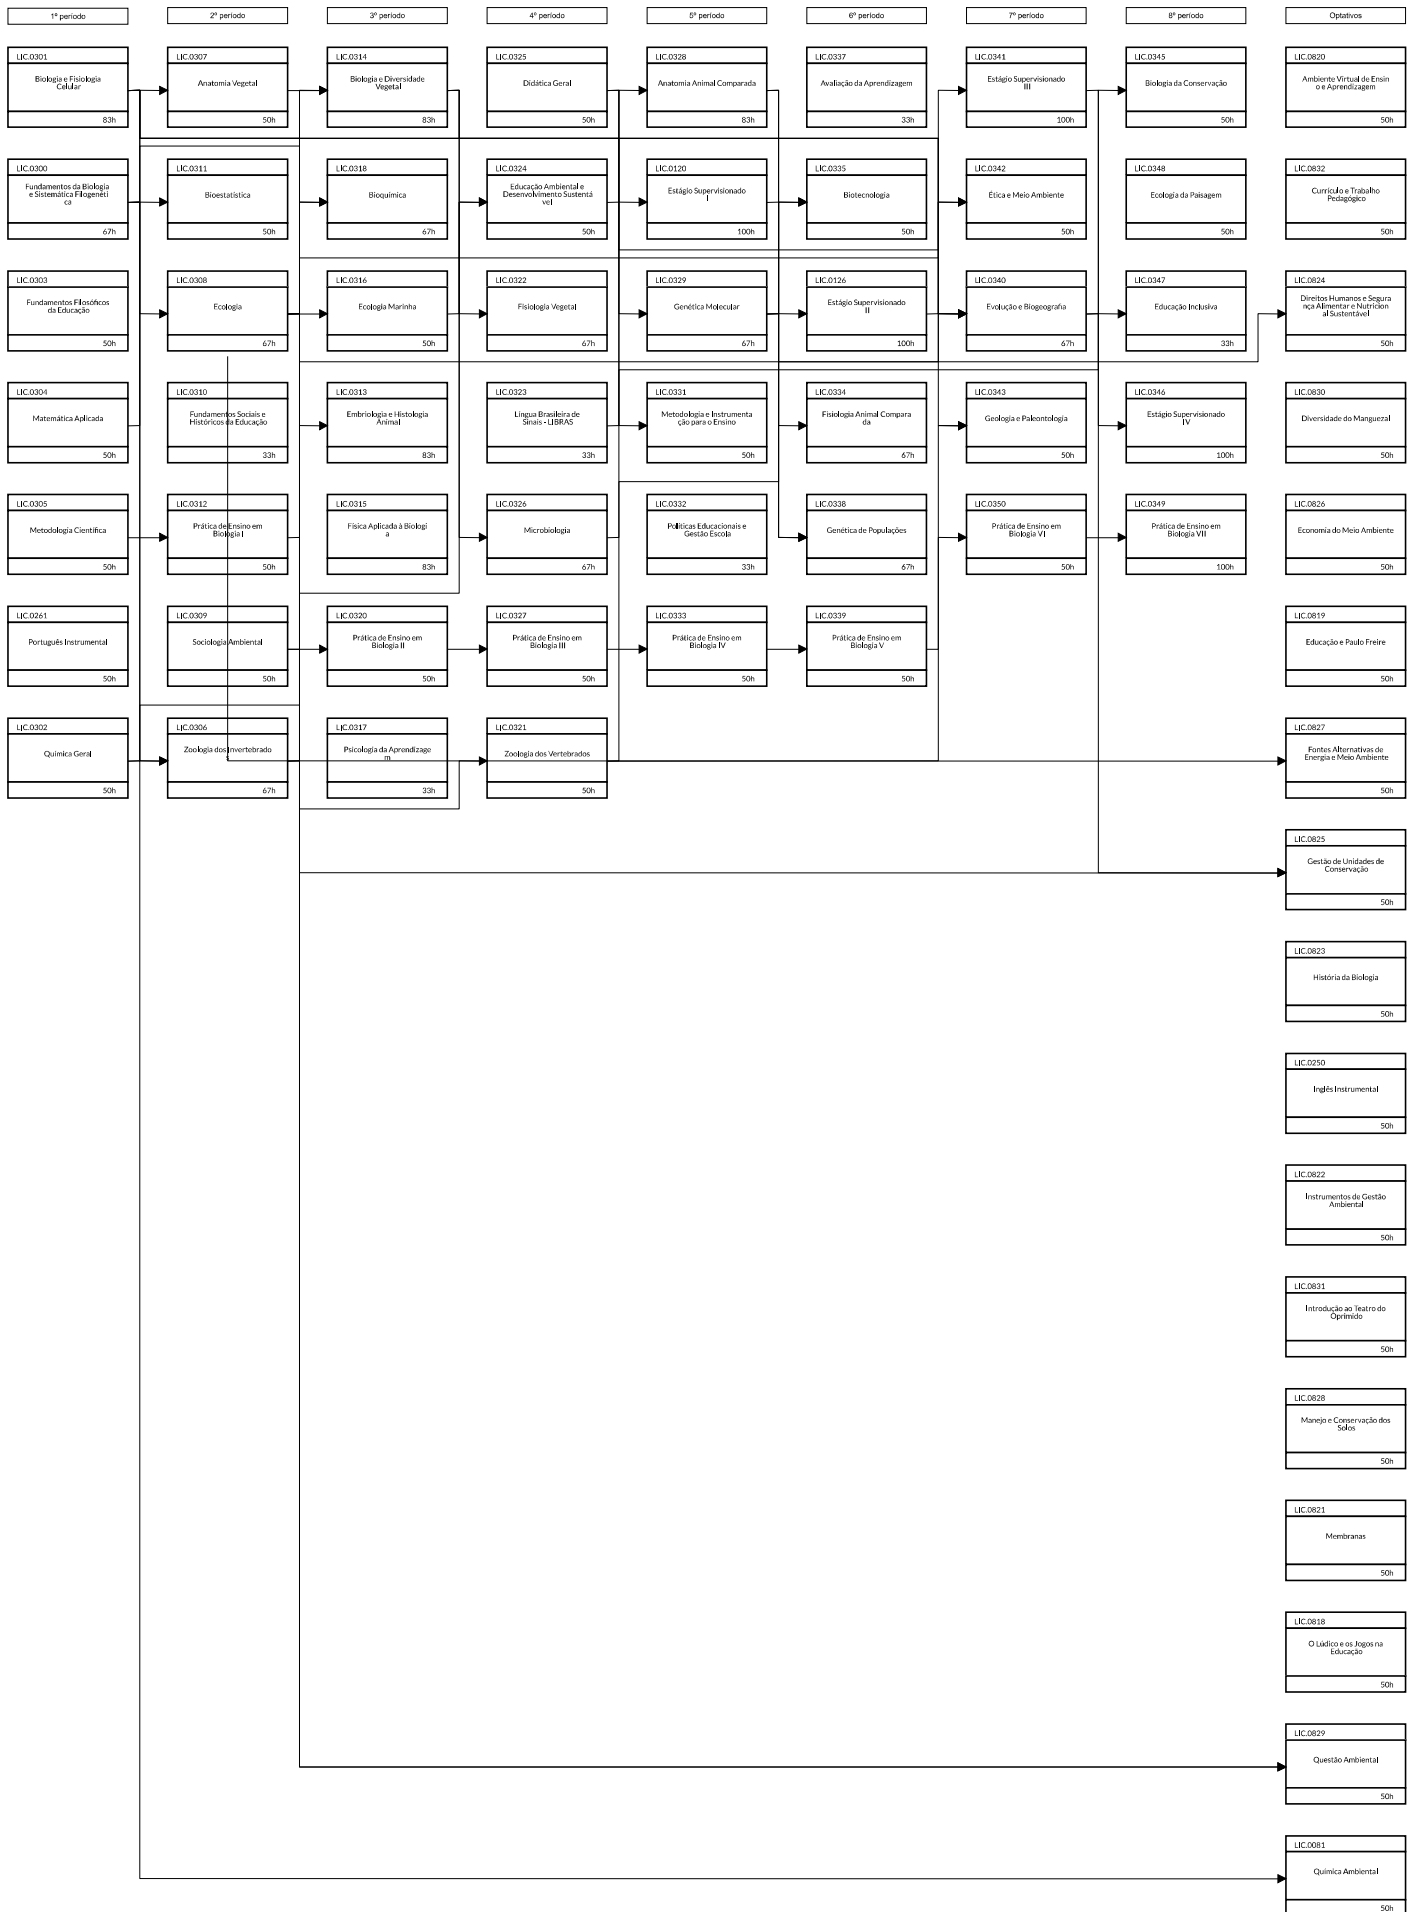 1º período
2º período
3º período
4º período
5º período
6º período
7º período
8º período
Optativos
LIC.0301
Biologia e Fisiologia
Celular
83h
LIC.0307
Anatomia Vegetal
50h
LIC.0314
Biologia e Diversidade
Vegetal
83h
LIC.0325
Didática Geral
50h
LIC.0328
Anatomia Animal Comparada
83h
LIC.0337
Avaliação da Aprendizagem
33h
LIC.0341
Estágio Supervisionado
III
100h
LIC.0345
Biologia da Conservação
50h
LIC.0820
Ambiente Virtual de Ensin
o e Aprendizagem
50h
LIC.0300
Fundamentos da Biologia
e Sistemática Filogenéti
ca
67h
LIC.0311
Bioestatística
50h
LIC.0318
Bioquímica
67h
LIC.0324
Educação Ambiental e
Desenvolvimento Sustentá
vel
50h
LIC.0120
Estágio Supervisionado
I
100h
LIC.0335
Biotecnologia
50h
LIC.0342
Ética e Meio Ambiente
50h
LIC.0348
Ecologia da Paisagem
50h
LIC.0832
Currículo e Trabalho
Pedagógico
50h
LIC.0303
Fundamentos Filosóficos
da Educação
50h
LIC.0308
Ecologia
67h
LIC.0316
Ecologia Marinha
50h
LIC.0322
Fisiologia Vegetal
67h
LIC.0329
Genética Molecular
67h
LIC.0126
Estágio Supervisionado
II
100h
LIC.0340
Evolução e Biogeografia
67h
LIC.0347
Educação Inclusiva
33h
LIC.0824
Direitos Humanos e Segura
nça Alimentar e Nutricion
al Sustentável
50h
LIC.0304
Matemática Aplicada
50h
LIC.0310
Fundamentos Sociais e
Históricos da Educação
33h
LIC.0313
Embriologia e Histologia
Animal
83h
LIC.0323
Língua Brasileira de
Sinais - LIBRAS
33h
LIC.0331
Metodologia e Instrumenta
ção para o Ensino
50h
LIC.0334
Fisiologia Animal Compara
da
67h
LIC.0343
Geologia e Paleontologia
50h
LIC.0346
Estágio Supervisionado
IV
100h
LIC.0830
Diversidade do Manguezal
50h
LIC.0305
Metodologia Científica
50h
LIC.0312
Prática de Ensino em
Biologia I
50h
LIC.0315
Física Aplicada à Biologi
a
83h
LIC.0326
Microbiologia
67h
LIC.0332
Políticas Educacionais e
Gestão Escola
33h
LIC.0338
Genética de Populações
67h
LIC.0350
Prática de Ensino em
Biologia VI
50h
LIC.0349
Prática de Ensino em
Biologia VII
100h
LIC.0826
Economia do Meio Ambiente
50h
LIC.0261
Português Instrumental
50h
LIC.0309
Sociologia Ambiental
50h
LIC.0320
Prática de Ensino em
Biologia II
50h
LIC.0327
Prática de Ensino em
Biologia III
50h
LIC.0333
Prática de Ensino em
Biologia IV
50h
LIC.0339
Prática de Ensino em
Biologia V
50h
LIC.0819
Educação e Paulo Freire
50h
LIC.0302
Química Geral
50h
LIC.0306
Zoologia dos Invertebrado
s
67h
LIC.0317
Psicologia da Aprendizage
m
33h
LIC.0321
Zoologia dos Vertebrados
50h
LIC.0827
Fontes Alternativas de
Energia e Meio Ambiente
50h
LIC.0825
Gestão de Unidades de
Conservação
50h
LIC.0823
História da Biologia
50h
LIC.0250
Inglês Instrumental
50h
LIC.0822
Instrumentos de Gestão
Ambiental
50h
LIC.0831
Introdução ao Teatro do
Oprimido
50h
LIC.0828
Manejo e Conservação dos
Solos
50h
LIC.0821
Membranas
50h
LIC.0818
O Lúdico e os Jogos na
Educação
50h
LIC.0829
Questão Ambiental
50h
LIC.0081
Química Ambiental
50h